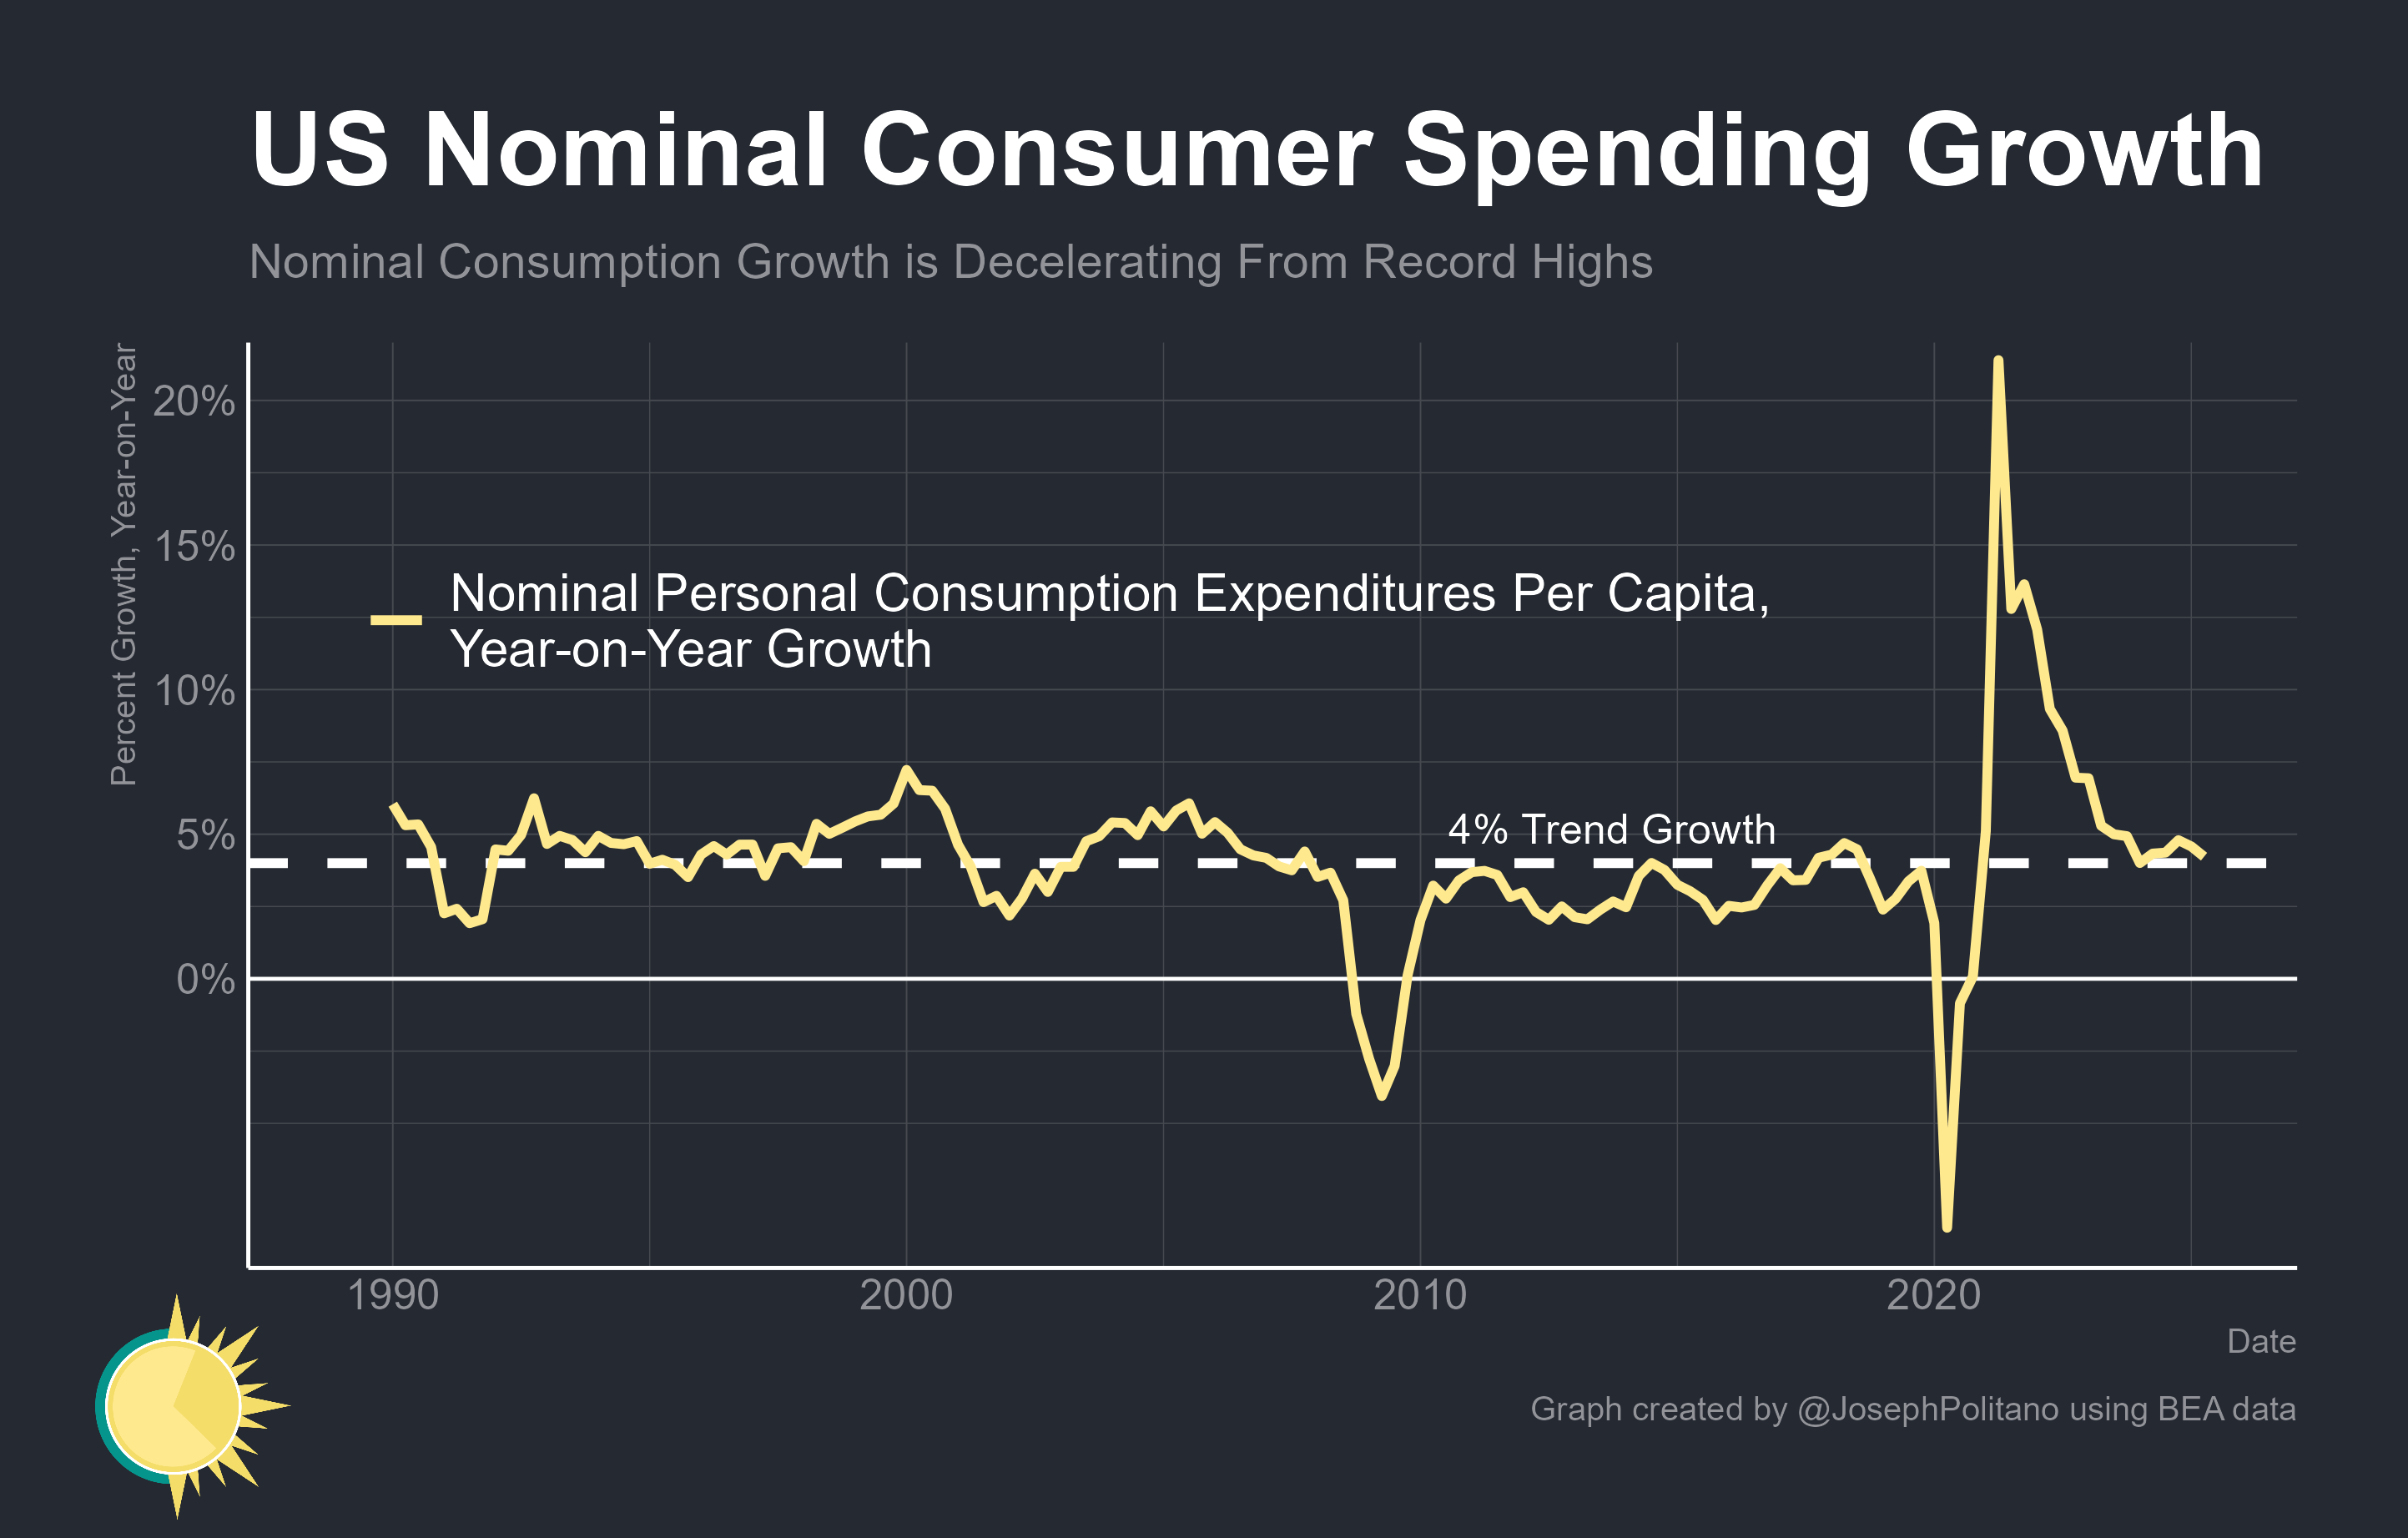 US Nominal Consumer Spending Growth
Nominal Consumption Growth is Decelerating From Record Highs
Percent Growth, Year-on-Year
20%
15%
10%
5%
0%
Nominal Personal Consumption Expenditures Per Capita,
Year-on-Year Growth
4% Trend Growth
1990
2000
2010
2020
Date
Graph created by @JosephPolitano using BEA data